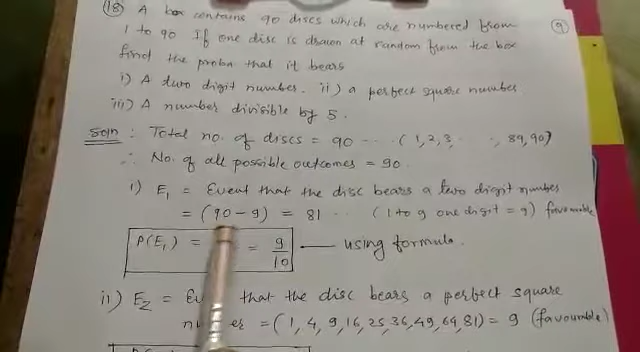 (18) A box contains 90 discs which are numbered from
1 to 90 If one disc is drawn at random from the box
find the proba that it bears
i) A two digit number. ii) a perfect square number
iii) A number divisible by 5.
Soln : Total no. of discs = 90 ... (1,2,3, ..., 89,90)
∴ No. of all possible outcomes = 90.
i) E₁ = Event that the disc bears a two digit number
= (90-9) = 81 ... (1 to 9 one digit = 9) favourable
P(E₁) = = 9/10 — using formula.
ii) E₂ = that the disc bears a perfect square
= (1, 4, 9, 16, 25, 36, 49, 64, 81) = 9 (favourable)
9